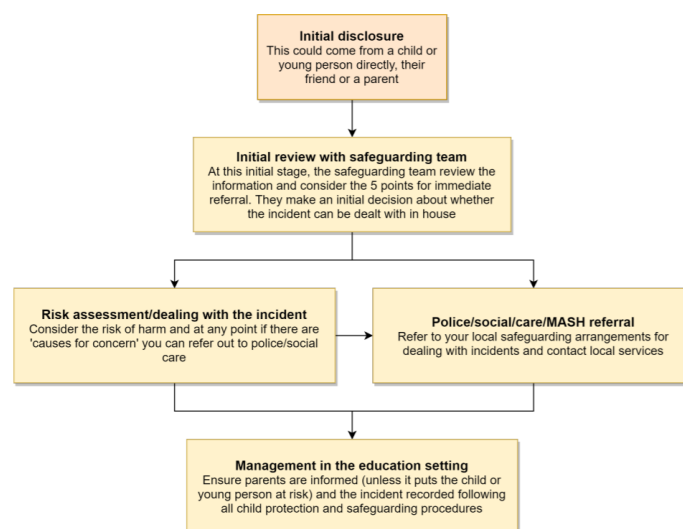 Initial disclosure
This could come from a child or
young person directly, their
friend or a parent
Initial review with safeguarding team
At this initial stage, the safeguarding team review the
information and consider the 5 points for immediate
referral. They make an initial decision about whether
the incident can be dealt with in house
Risk assessment/dealing with the incident
Consider the risk of harm and at any point if there are
'causes for concern' you can refer out to police/social
care
Police/social/care/MASH referral
Refer to your local safeguarding arrangements for
dealing with incidents and contact local services
Management in the education setting
Ensure parents are informed (unless it puts the child or
young person at risk) and the incident recorded following
all child protection and safeguarding procedures